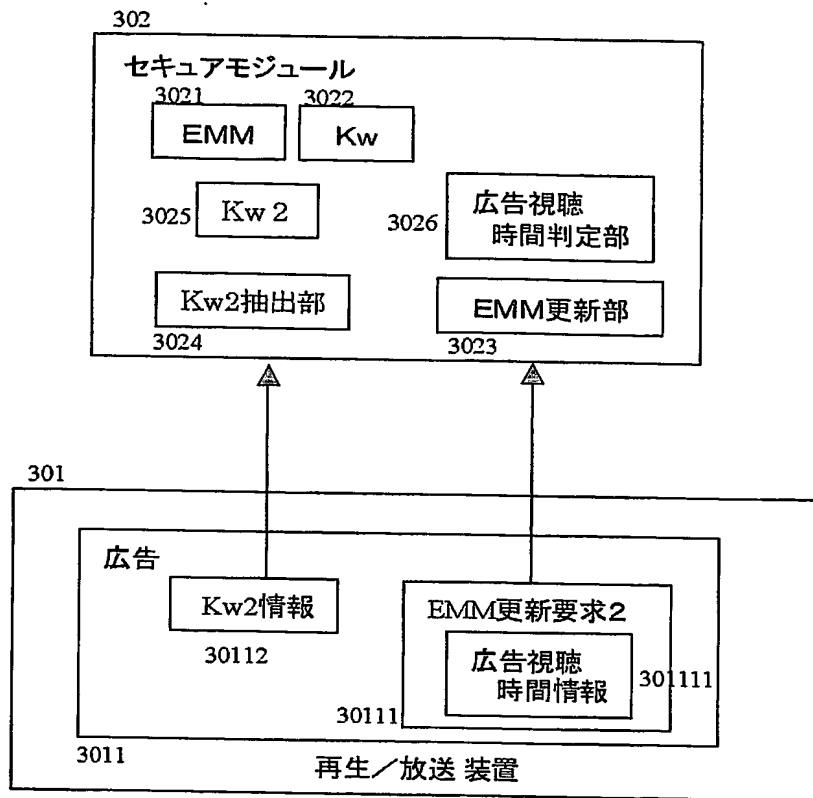 302
セキュアモジュール
3021
3022
EMM
Kw
3025
Kw 2
3026
広告視聴
時間判定部
Kw2抽出部
EMM更新部
3024
3023
301
広告
Kw2情報
30112
EMM更新要求2
広告視聴
時間情報
301111
30111
3011
再生／放送 装置